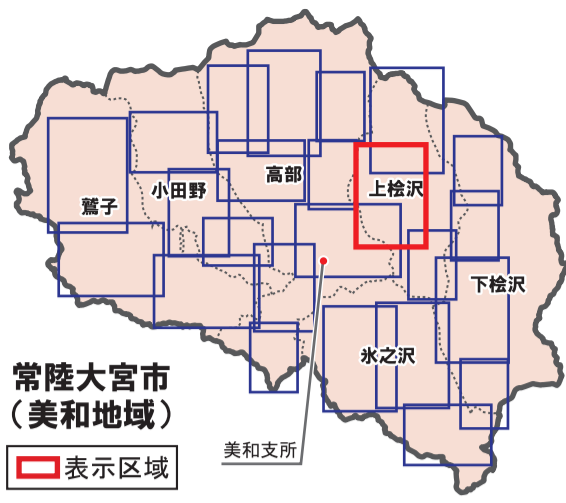 高部
上桧沢
小田野
鷲子
下桧沢
氷之沢
常陸大宮市
（美和地域）
美和支所
表示区域